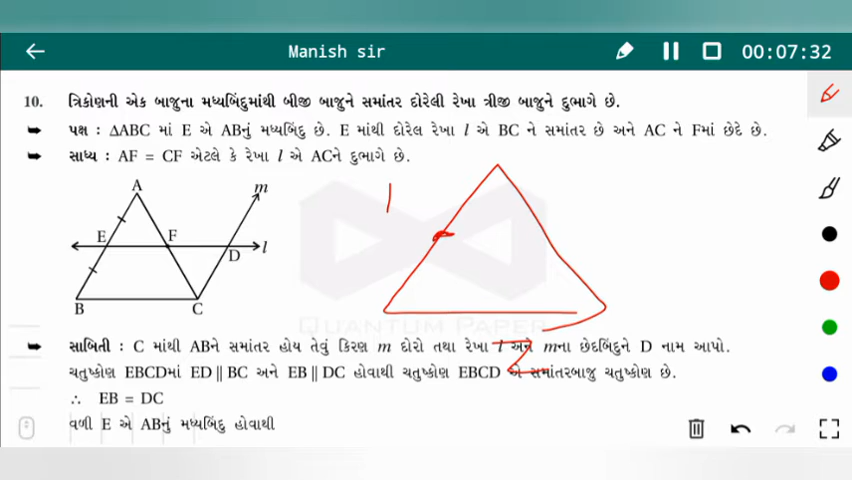 Manish sir
00:07:32
10. ત્રિકોણની એક બાજુના મધ્યબિંદુમાંથી બીજી બાજુને સમાંતર દોરેલી રેખા ત્રીજી બાજુને દુભાગે છે.
પક્ષ : ΔABC માં E એ ABનું મધ્યબિંદુ છે. E માંથી દોરેલ રેખા l એ BC ને સમાંતર છે અને AC ને Fમાં છેદે છે.
સાધ્ય : AF = CF એટલે કે રેખા l એ ACને દુભાગે છે.
A m
1
E F D l
B C
QUANTUM PAPER
2
સાબિતી : C માંથી ABને સમાંતર હોય તેવું કિરણ m દોરો તથા રેખા l અને mના છેદબિંદુને D નામ આપો.
ચતુષ્કોણ EBCDમાં ED || BC અને EB || DC હોવાથી ચતુષ્કોણ EBCD એ સમાંતરબાજુ ચતુષ્કોણ છે.
∴ EB = DC
વળી E એ ABનું મધ્યબિંદુ હોવાથી